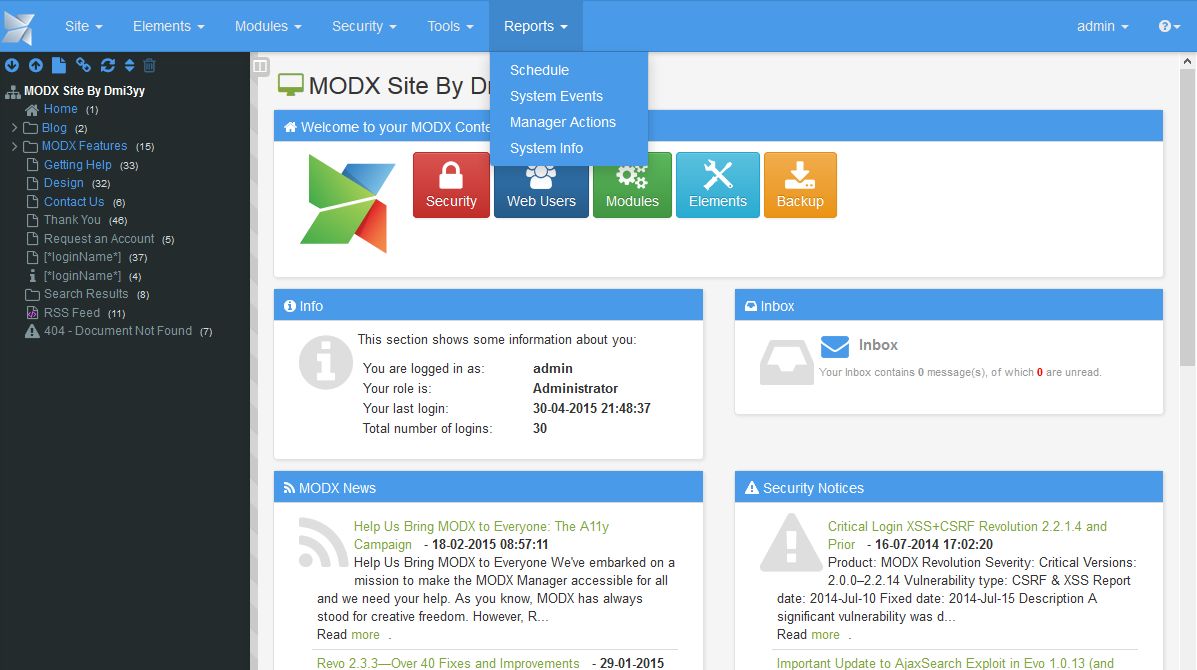 Site Elements Modules Security Tools Reports admin
Schedule
System Events
Manager Actions
System Info
MODX Site By Dmi3yy
Home (1)
Blog (2)
MODX Features (15)
Getting Help (33)
Design (32)
Contact Us (6)
Thank You (46)
Request an Account (5)
[*loginName*] (37)
[*loginName*] (4)
Search Results (8)
RSS Feed (11)
404 - Document Not Found (7)
MODX Site By D
Welcome to your MODX Conte
Security Web Users Modules Elements Backup
Info
This section shows some information about you:
You are logged in as: admin
Your role is: Administrator
Your last login: 30-04-2015 21:48:37
Total number of logins: 30
Inbox
Inbox
Your Inbox contains 0 message(s), of which 0 are unread.
MODX News
Help Us Bring MODX to Everyone: The A11y
Campaign - 18-02-2015 08:57:11
Help Us Bring MODX to Everyone We've embarked on a
mission to make the MODX Manager accessible for all
and we need your help. As you know, MODX has always
stood for creative freedom. However, R...
Read more .
Revo 2.3.3—Over 40 Fixes and Improvements - 29-01-2015
Security Notices
Critical Login XSS+CSRF Revolution 2.2.1.4 and
Prior - 16-07-2014 17:02:20
Product: MODX Revolution Severity: Critical Versions:
2.0.0–2.2.14 Vulnerability type: CSRF & XSS Report
date: 2014-Jul-10 Fixed date: 2014-Jul-15 Description A
significant vulnerability was d...
Read more .
Important Update to AjaxSearch Exploit in Evo 1.0.13 (and